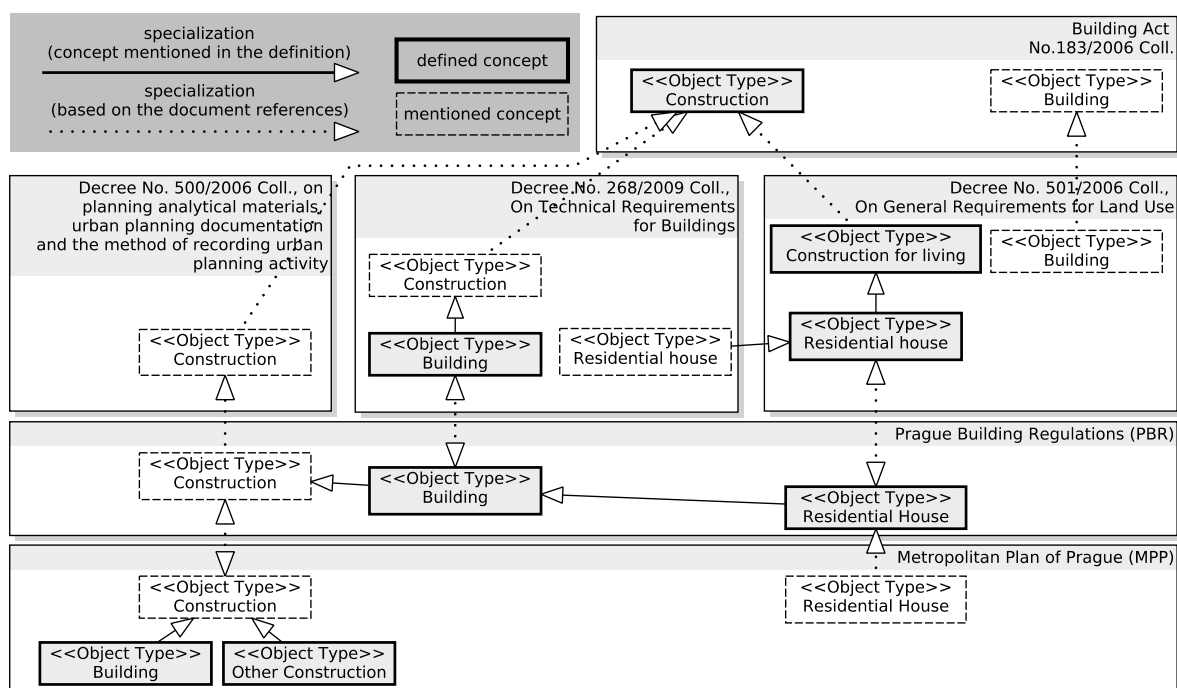 specialization
(concept mentioned in the definition)
specialization
(based on the document references)
defined concept
mentioned concept
Building Act
No.183/2006 Coll.
<<Object Type>>
Construction
<<Object Type>>
Building
Decree No. 500/2006 Coll., on
planning analytical materials,
urban planning documentation
and the method of recording urban
planning activity
<<Object Type>>
Construction
Decree No. 268/2009 Coll.,
On Technical Requirements
for Buildings
<<Object Type>>
Construction
<<Object Type>>
Building
<<Object Type>>
Residential house
Decree No. 501/2006 Coll.,
On General Requirements for Land Use
<<Object Type>>
Construction for living
<<Object Type>>
Building
<<Object Type>>
Residential house
Prague Building Regulations (PBR)
<<Object Type>>
Construction
<<Object Type>>
Building
<<Object Type>>
Residential House
Metropolitan Plan of Prague (MPP)
<<Object Type>>
Construction
<<Object Type>>
Residential House
<<Object Type>>
Building
<<Object Type>>
Other Construction